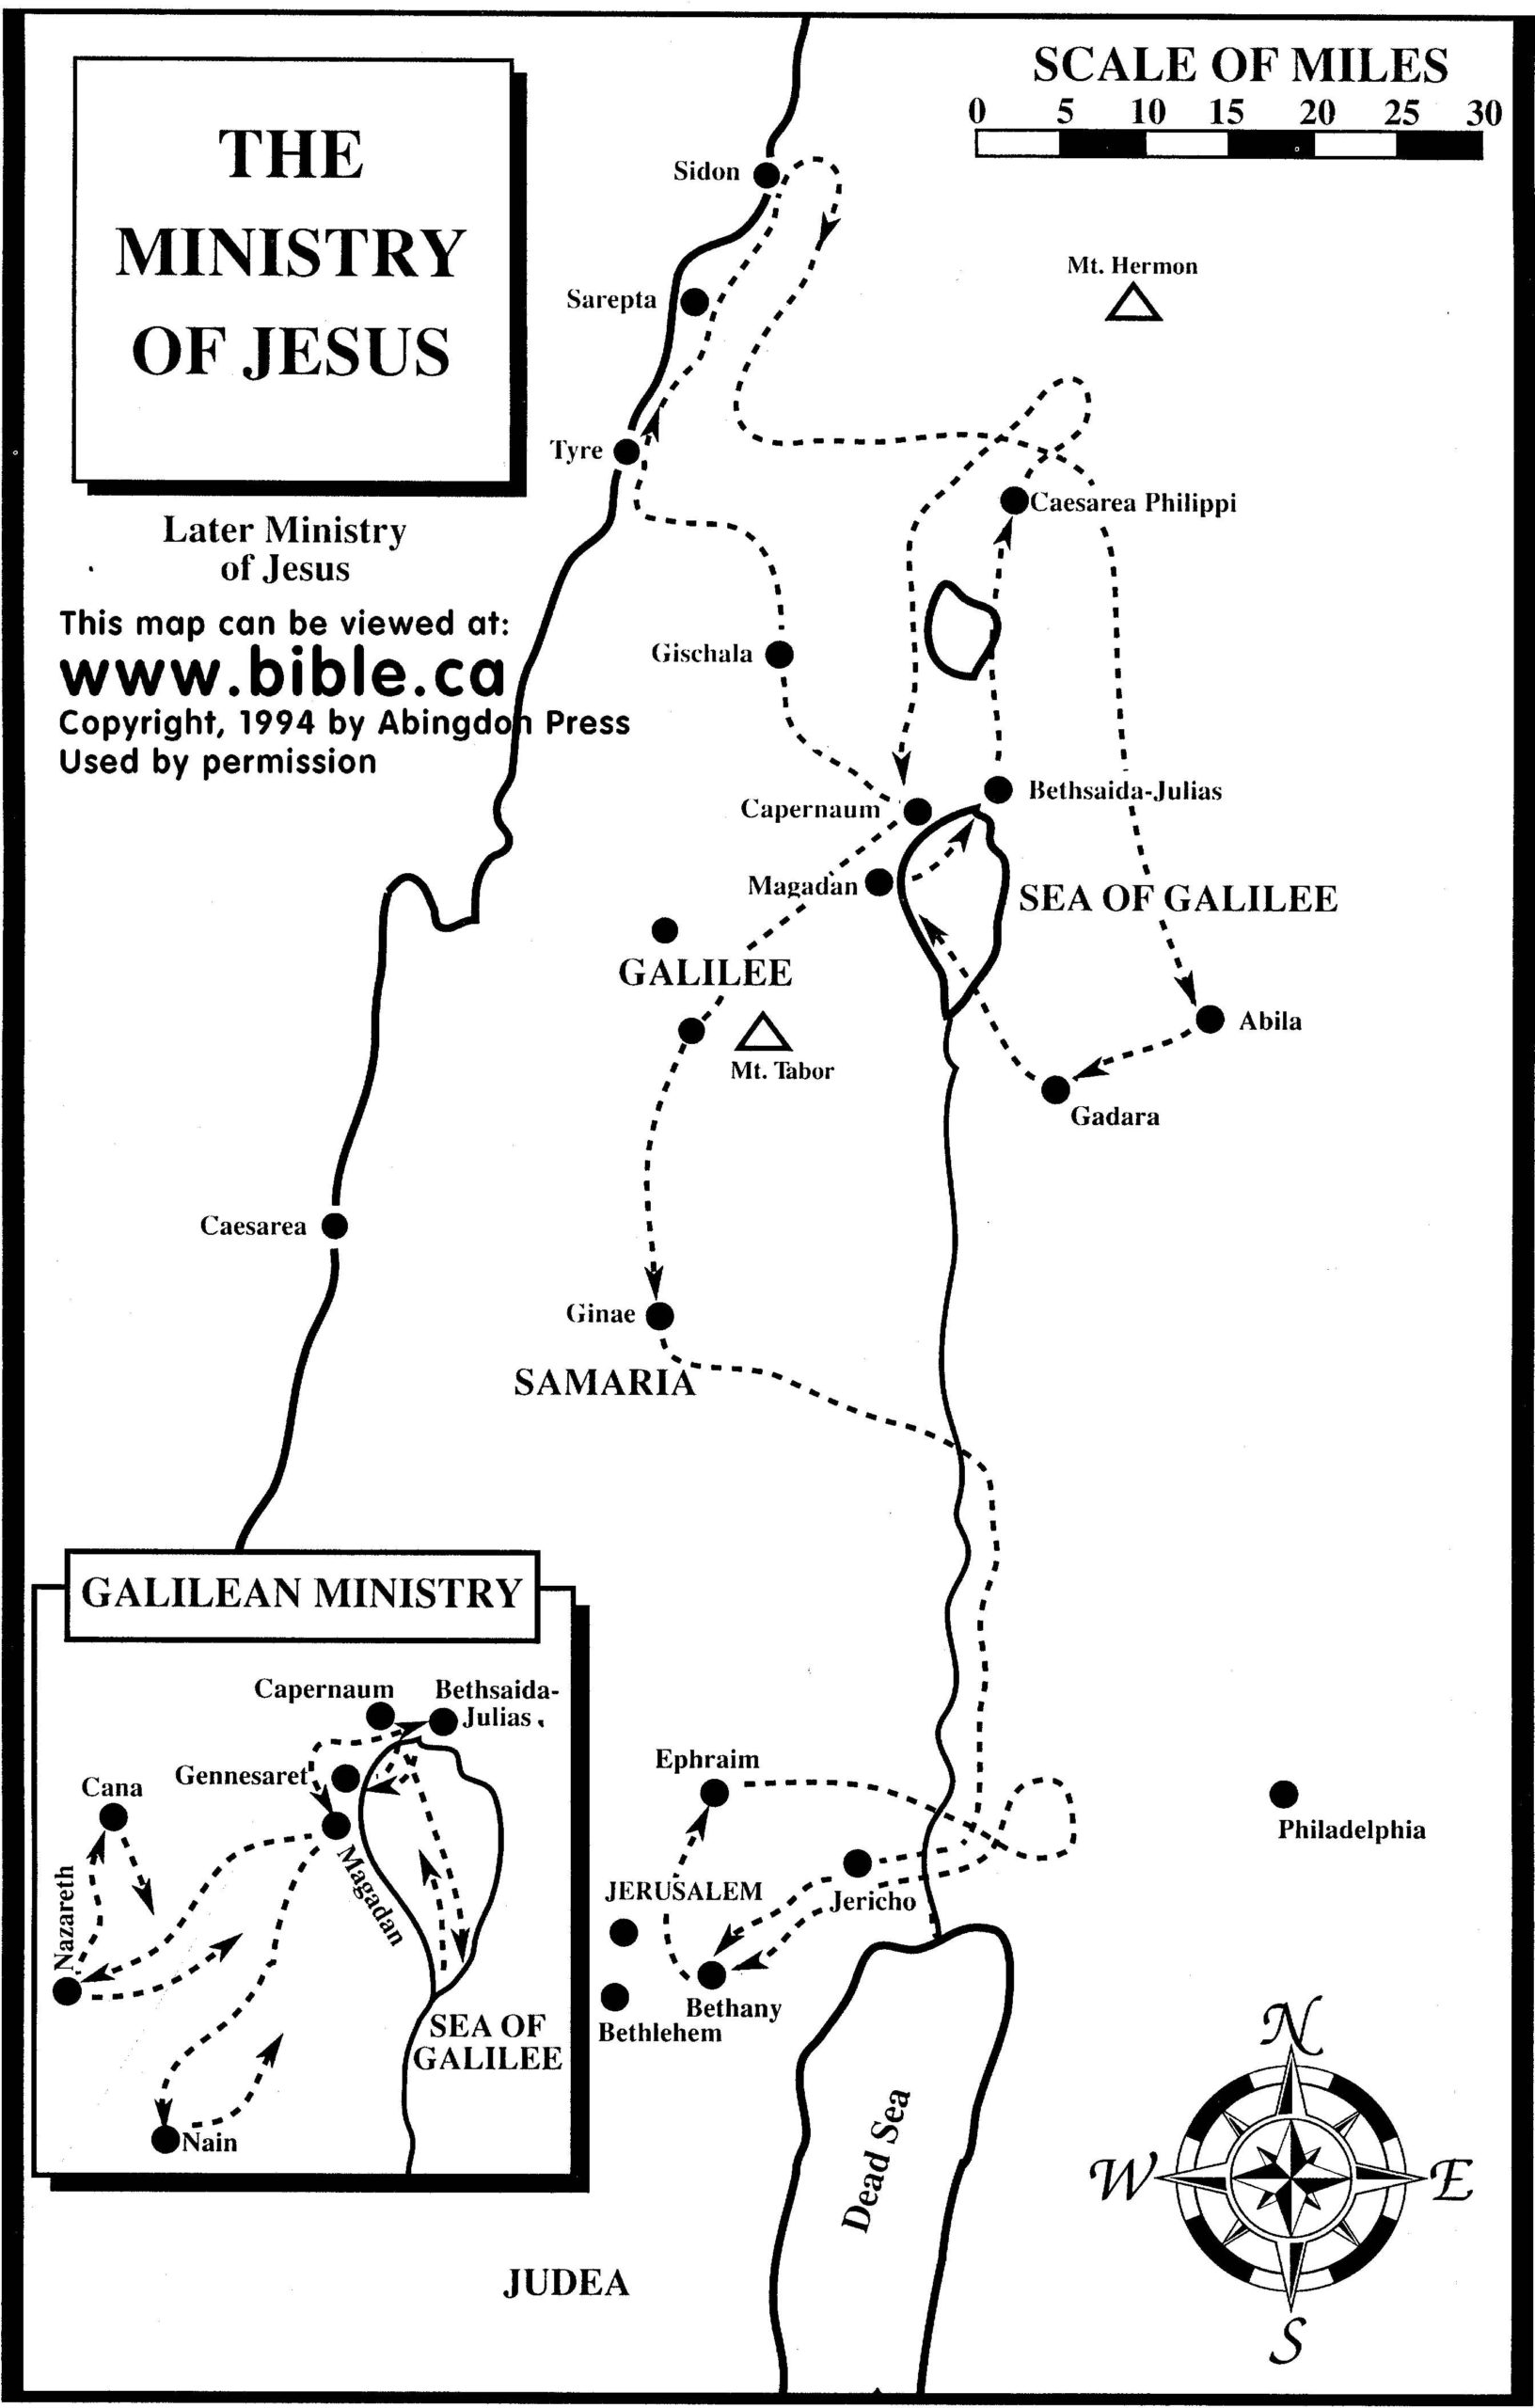 THE
MINISTRY
OF JESUS
Later Ministry
of Jesus
This map can be viewed at:
www.bible.ca
Copyright, 1994 by Abingdon Press
Used by permission
SCALE OF MILES
0 5 10 15 20 25 30
Sidon
Mt. Hermon
Sarepta
Tyre
Caesarea Philippi
Gischala
Bethsaida-Julias
Capernaum
Magadan
SEA OF GALILEE
GALILEE
Abila
Mt. Tabor
Gadara
Caesarea
Ginae
SAMARIA
Ephraim
Philadelphia
JERUSALEM
Jericho
Bethany
Bethlehem
Dead Sea
JUDEA
GALILEAN MINISTRY
Capernaum
Bethsaida-
Julias
Gennesaret
Cana
Magadan
Nazareth
SEA OF
GALILEE
Nain
N
W
E
S